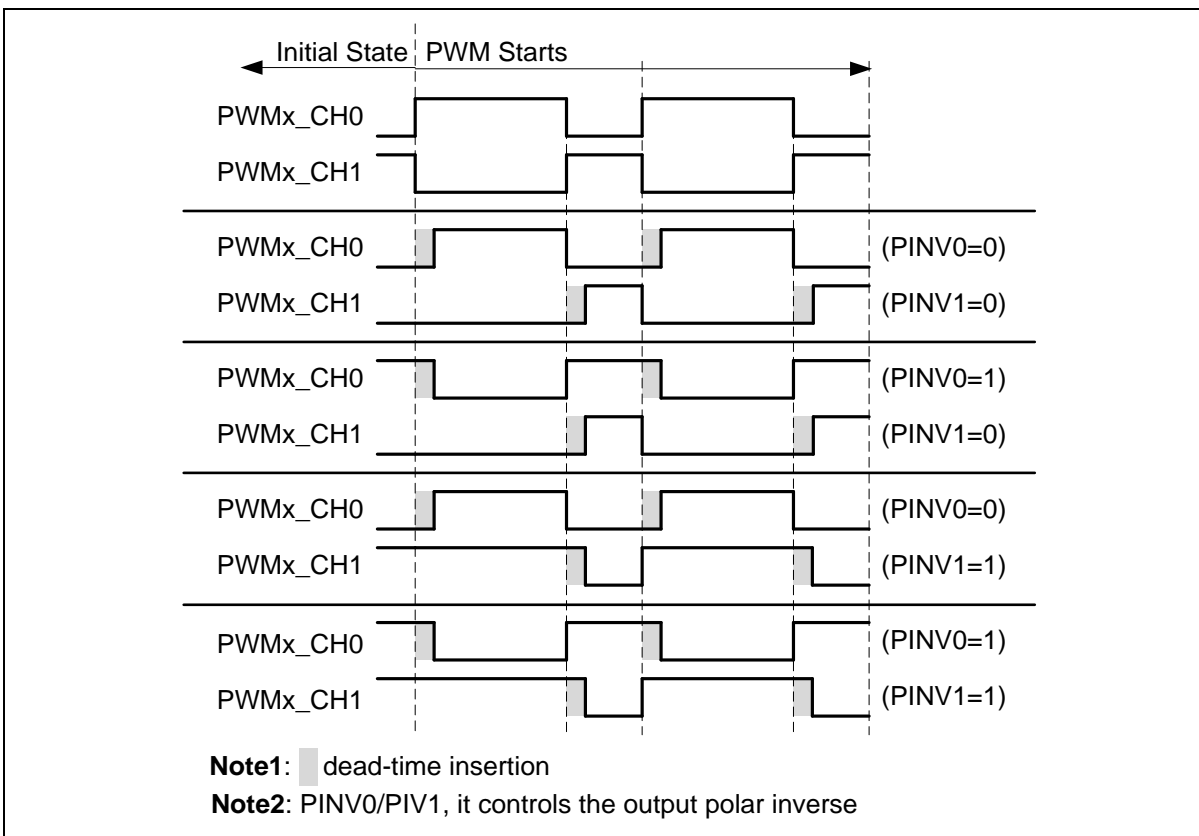 Initial State PWM Starts
PWMx_CH0
PWMx_CH1
PWMx_CH0 (PINV0=0)
PWMx_CH1 (PINV1=0)
PWMx_CH0 (PINV0=1)
PWMx_CH1 (PINV1=0)
PWMx_CH0 (PINV0=0)
PWMx_CH1 (PINV1=1)
PWMx_CH0 (PINV0=1)
PWMx_CH1 (PINV1=1)
Note1: dead-time insertion
Note2: PINV0/PIV1, it controls the output polar inverse